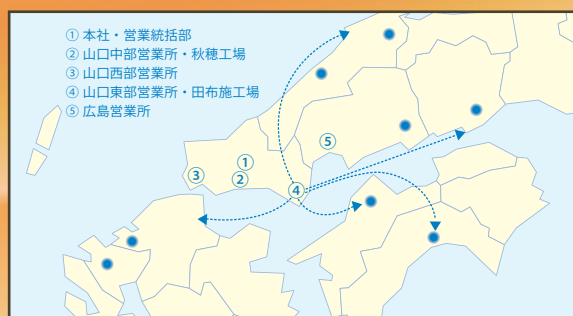 ① 本社・営業統括部
② 山口中部営業所・秋穂工場
③ 山口西部営業所
④ 山口東部営業所・田布施工場
⑤ 広島営業所
⑤
①
③
②
④